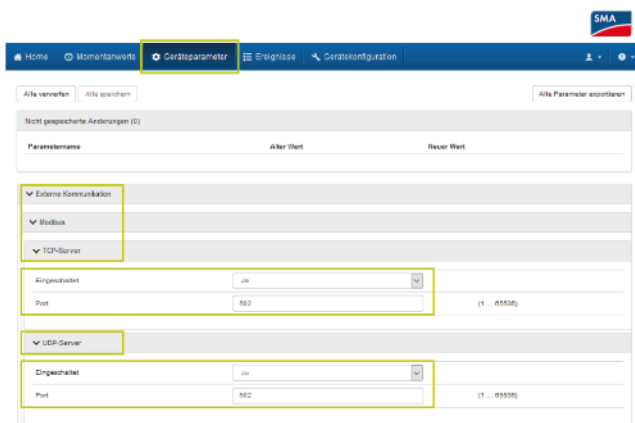 SMA
Home Momentanwerte Geräteparameter Ereignisse Gerätekonfiguration
Alle verwerfen Alle speichern Alle Parameter exportieren
Nicht gespeicherte Änderungen (0)
Parametername Alter Wert Neuer Wert
Externe Kommunikation
Modbus
TCP-Server
Eingeschaltet Ja
Port 502 (1 ... 65535)
UDP-Server
Eingeschaltet Ja
Port 502 (1 ... 65535)